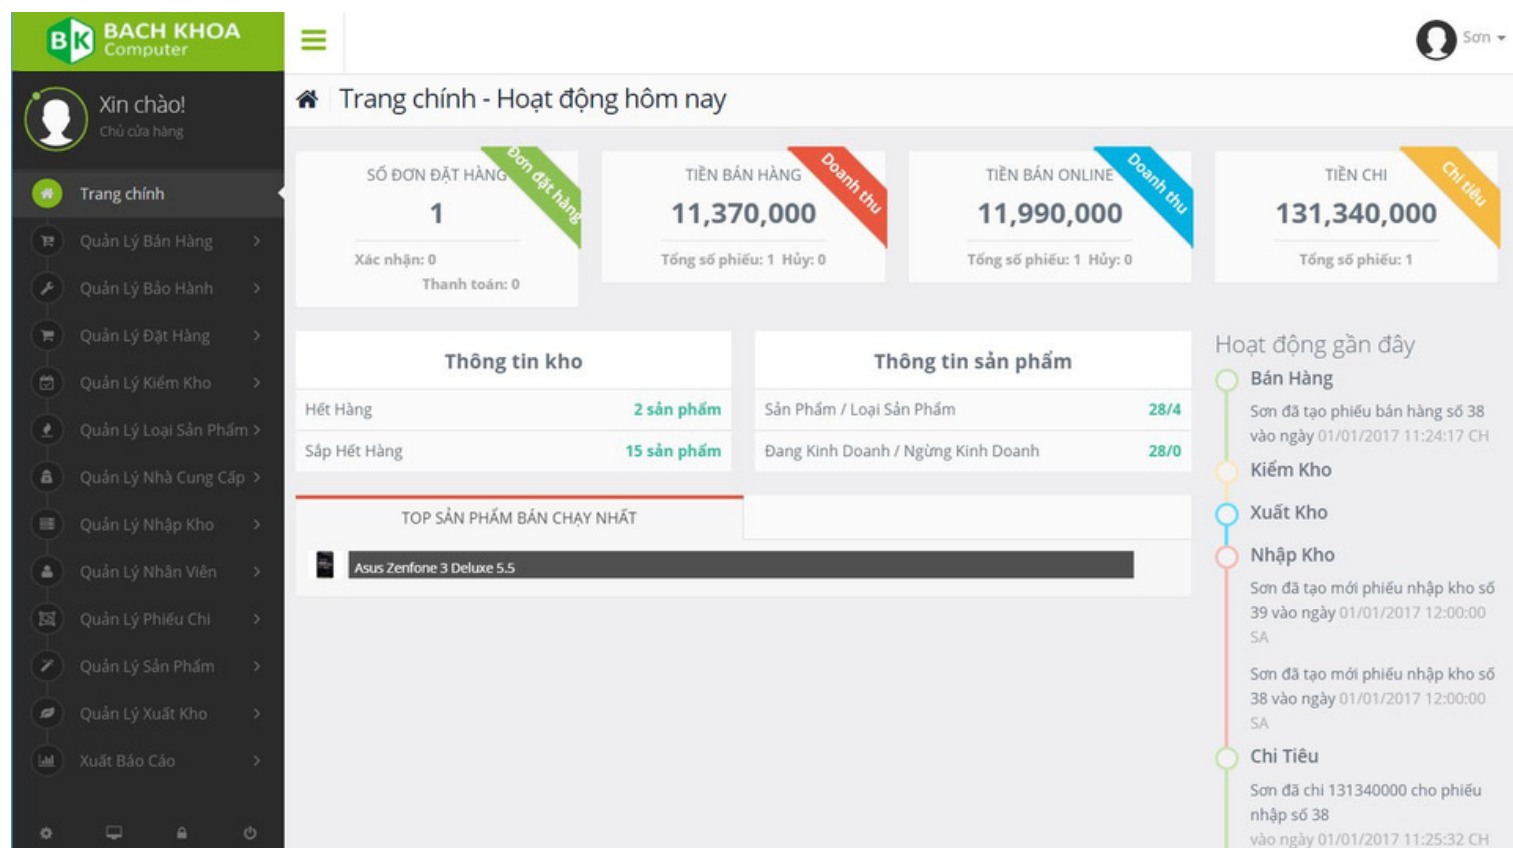 BACH KHOA
Computer
Sơn
Xin chào!
Chủ cửa hàng
Trang chính - Hoạt động hôm nay
Trang chính
Quản Lý Bán Hàng
Quản Lý Bảo Hành
Quản Lý Đặt Hàng
Quản Lý Kiểm Kho
Quản Lý Loại Sản Phẩm
Quản Lý Nhà Cung Cấp
Quản Lý Nhập Kho
Quản Lý Nhân Viên
Quản Lý Phiếu Chi
Quản Lý Sản Phẩm
Quản Lý Xuất Kho
Xuất Báo Cáo
SỐ ĐƠN ĐẶT HÀNG
Đơn đặt hàng
1
Xác nhận: 0
Thanh toán: 0
TIỀN BÁN HÀNG
Doanh thu
11,370,000
Tổng số phiếu: 1 Hủy: 0
TIỀN BÁN ONLINE
Doanh thu
11,990,000
Tổng số phiếu: 1 Hủy: 0
TIỀN CHI
Chi tiêu
131,340,000
Tổng số phiếu: 1
Thông tin kho
Hết Hàng 2 sản phẩm
Sắp Hết Hàng 15 sản phẩm
Thông tin sản phẩm
Sản Phẩm / Loại Sản Phẩm 28/4
Đang Kinh Doanh / Ngừng Kinh Doanh 28/0
TOP SẢN PHẨM BÁN CHẠY NHẤT
Asus Zenfone 3 Deluxe 5.5
Hoạt động gần đây
Bán Hàng
Sơn đã tạo phiếu bán hàng số 38
vào ngày 01/01/2017 11:24:17 CH
Kiểm Kho
Xuất Kho
Nhập Kho
Sơn đã tạo mới phiếu nhập kho số
39 vào ngày 01/01/2017 12:00:00
SA
Sơn đã tạo mới phiếu nhập kho số
38 vào ngày 01/01/2017 12:00:00
SA
Chi Tiêu
Sơn đã chi 131340000 cho phiếu
nhập số 38
vào ngày 01/01/2017 11:25:32 CH